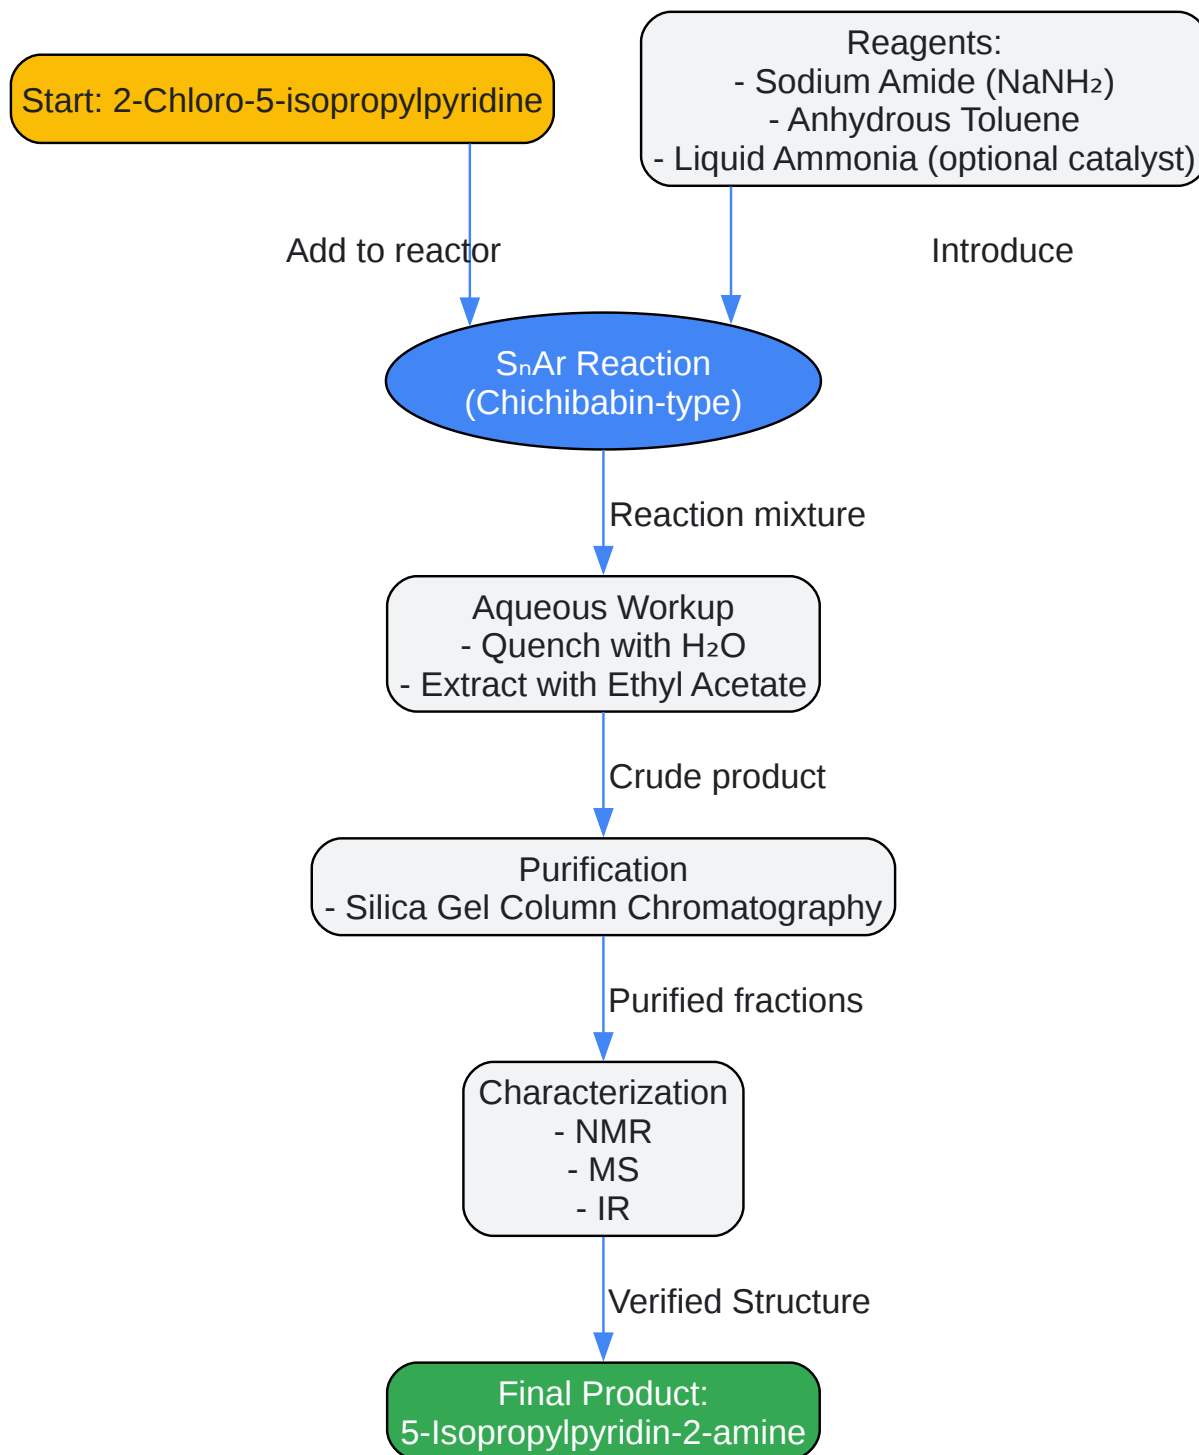 Start: 2-Chloro-5-isopropylpyridine
Reagents:
- Sodium Amide (NaNH₂)
- Anhydrous Toluene
- Liquid Ammonia (optional catalyst)
Add to reactor
Introduce
SₙAr Reaction
(Chichibabin-type)
Reaction mixture
Aqueous Workup
- Quench with H₂O
- Extract with Ethyl Acetate
Crude product
Purification
- Silica Gel Column Chromatography
Purified fractions
Characterization
- NMR
- MS
- IR
Verified Structure
Final Product:
5-Isopropylpyridin-2-amine